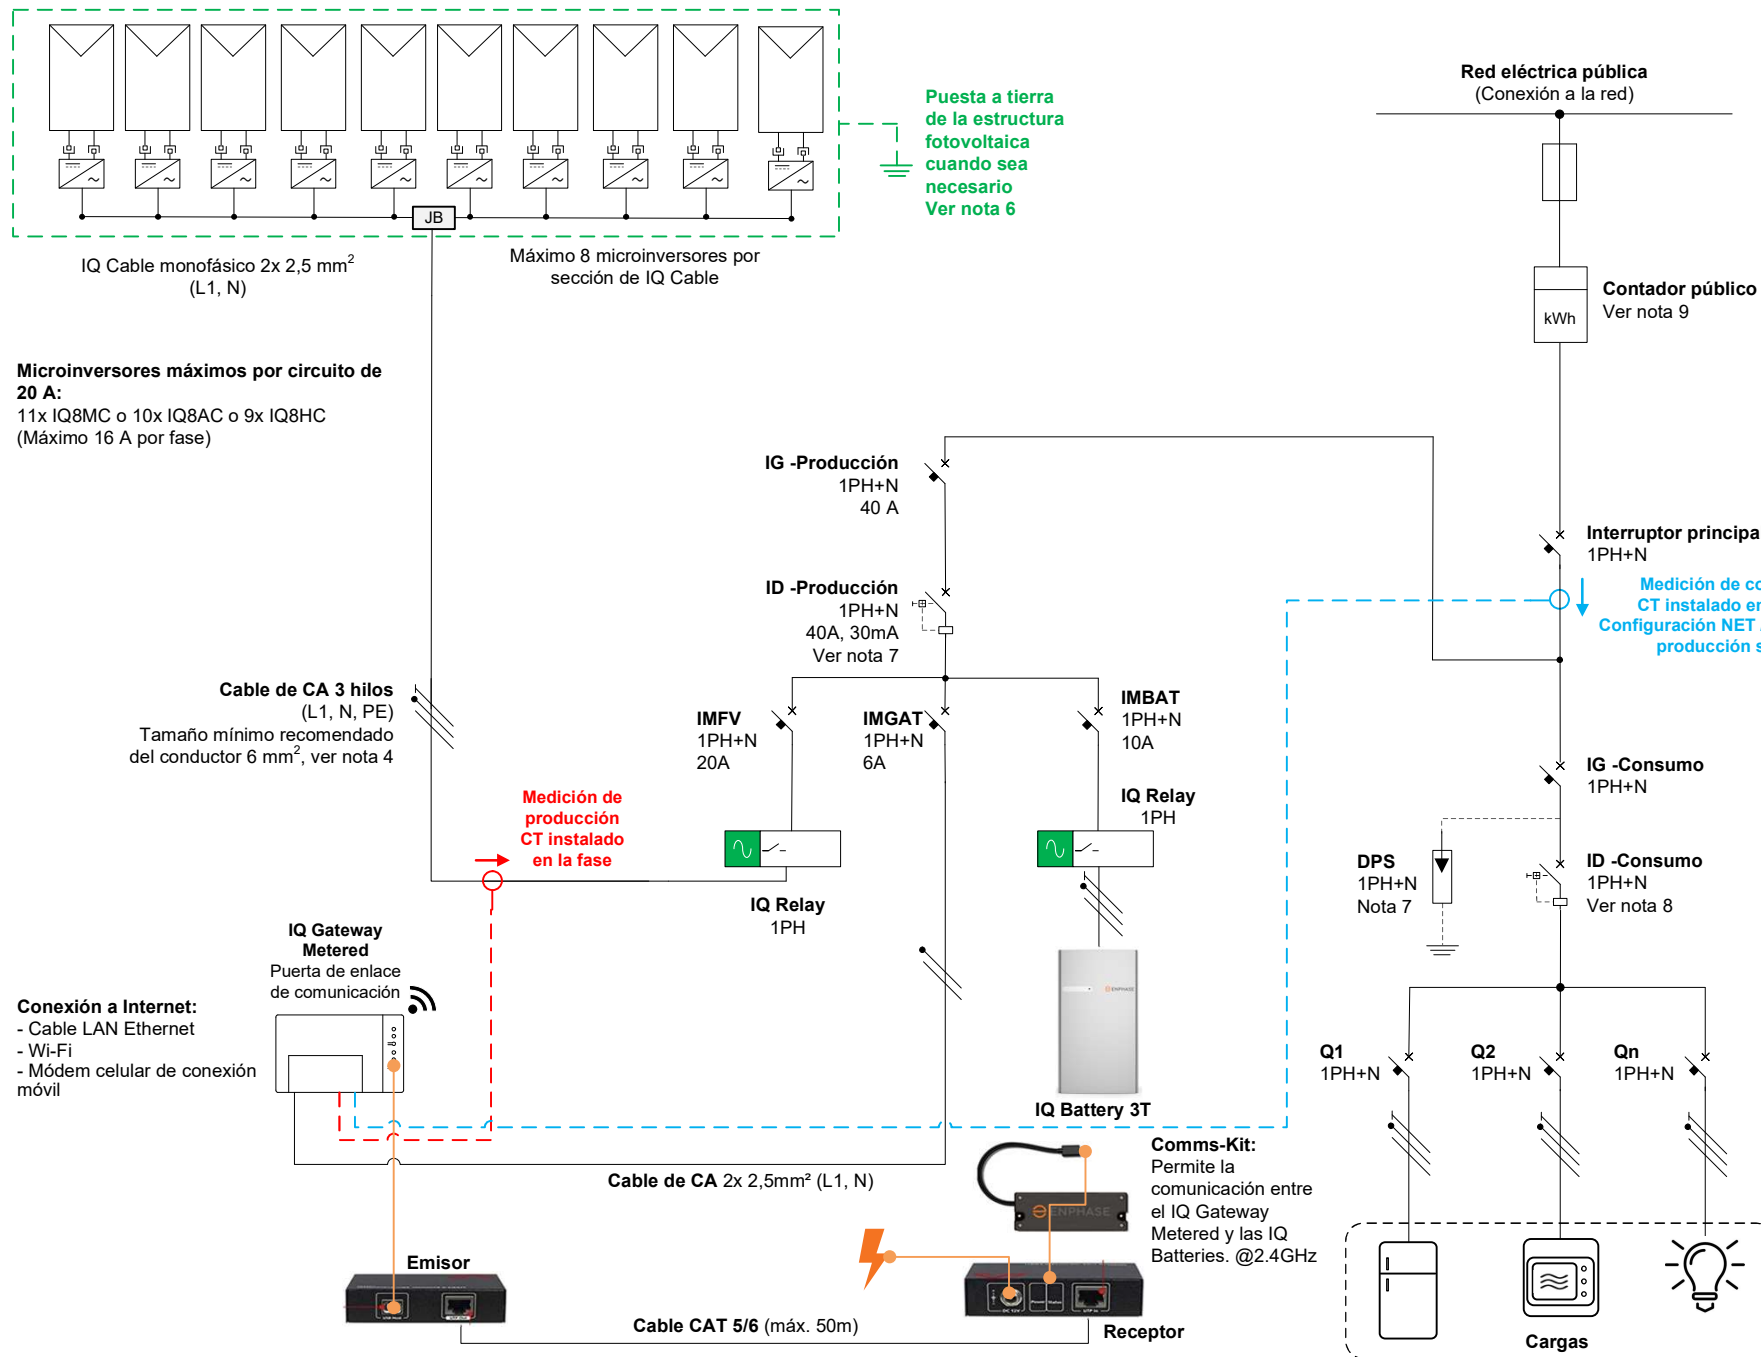 Puesta a tierra
de la estructura
fotovoltaica
cuando sea
necesario
Ver nota 6
Red eléctrica pública
(Conexión a la red)
JB
IQ Cable monofásico 2x 2,5 mm²
(L1, N)
Máximo 8 microinversores por
sección de IQ Cable
Contador público
Ver nota 9
kWh
Microinversores máximos por circuito de
20 A:
11x IQ8MC o 10x IQ8AC o 9x IQ8HC
(Máximo 16 A por fase)
IG -Producción
1PH+N
40 A
Interruptor principa
1PH+N
ID -Producción
1PH+N
40A, 30mA
Ver nota 7
Medición de co
CT instalado en
Configuración NET
producción s
Cable de CA 3 hilos
(L1, N, PE)
Tamaño mínimo recomendado
del conductor 6 mm², ver nota 4
IMFV
1PH+N
20A
IMGAT
1PH+N
6A
IMBAT
1PH+N
10A
IG -Consumo
1PH+N
Medición de
producción
CT instalado
en la fase
IQ Relay
1PH
IQ Relay
1PH
DPS
1PH+N
Nota 7
ID -Consumo
1PH+N
Ver nota 8
IQ Gateway
Metered
Puerta de enlace
de comunicación
Conexión a Internet:
- Cable LAN Ethernet
- Wi-Fi
- Módem celular de conexión
móvil
ENPHASE
IQ Battery 3T
Q1
1PH+N
Q2
1PH+N
Qn
1PH+N
Cable de CA 2x 2,5mm² (L1, N)
Comms-Kit:
Permite la
comunicación entre
el IQ Gateway
Metered y las IQ
Batteries. @2.4GHz
ENPHASE
Emisor
DC 12V
Power
Status
UTP In
Cable CAT 5/6 (máx. 50m)
Receptor
Cargas